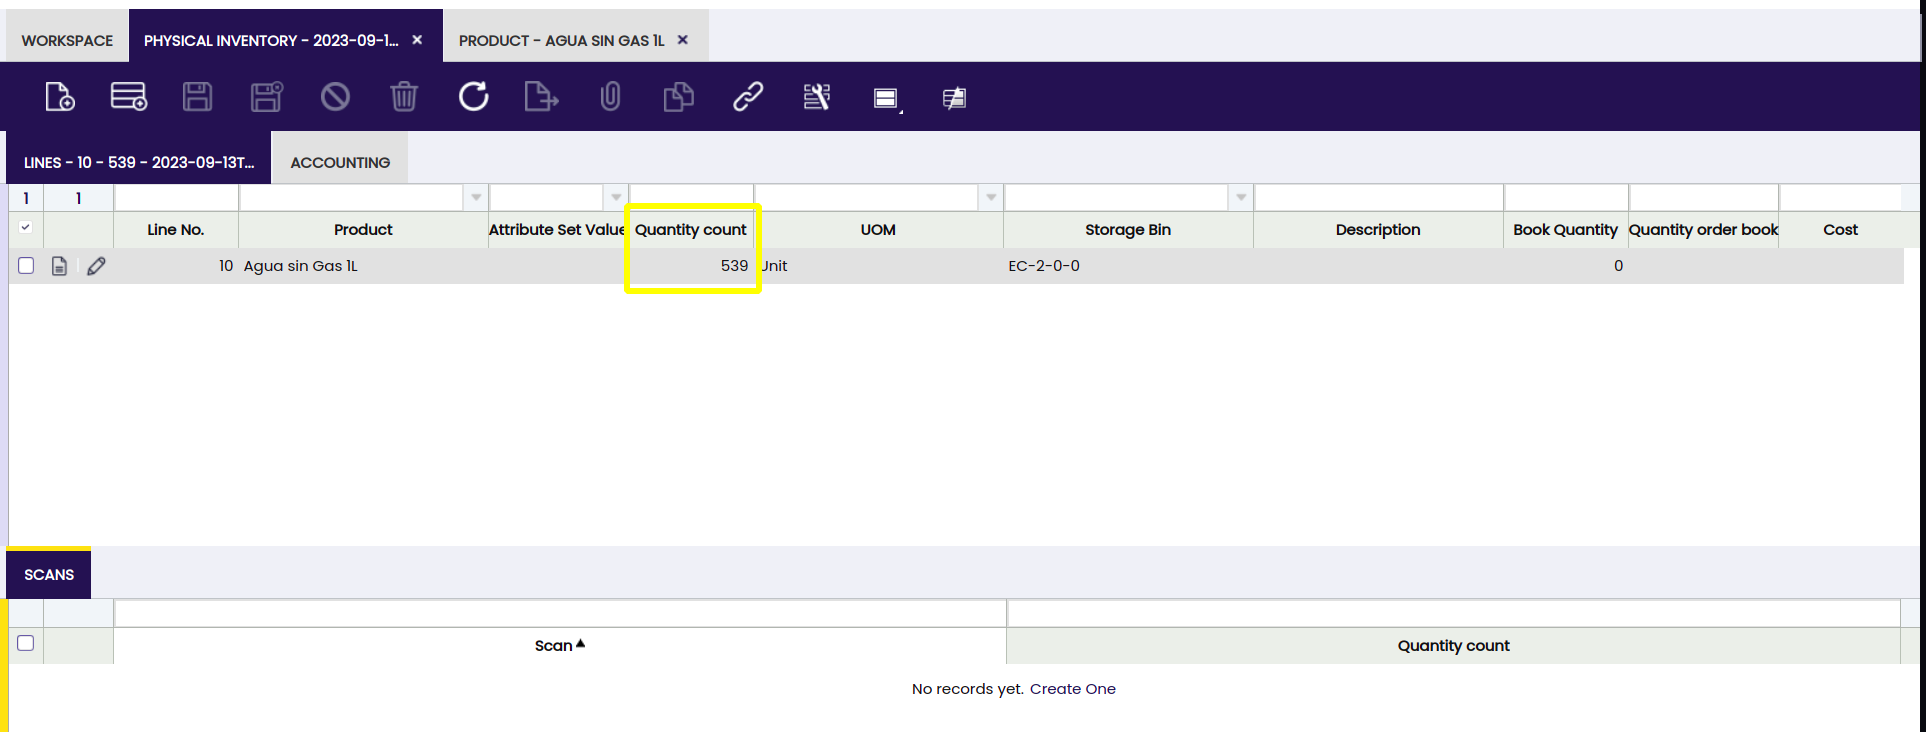 WORKSPACE PHYSICAL INVENTORY - 2023-09-1... × PRODUCT - AGUA SIN GAS 1L ×
LINES - 10 - 539 - 2023-09-13T... ACCOUNTING
1 1
Line No. Product Attribute Set Value Quantity count UOM Storage Bin Description Book Quantity Quantity order book Cost
10 Agua sin Gas 1L 539 Unit EC-2-0-0 0
SCANS
Scan Quantity count
No records yet. Create One